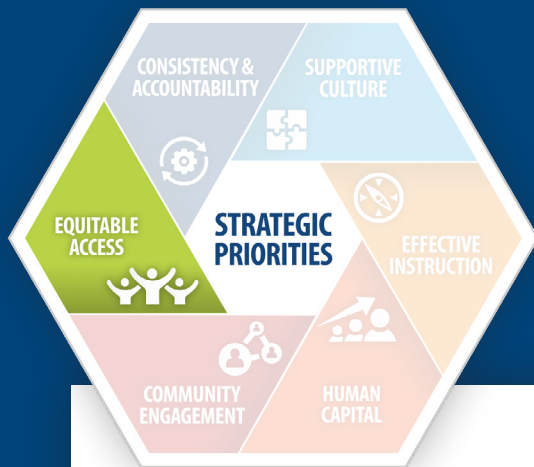 CONSISTENCY &
ACCOUNTABILITY
SUPPORTIVE
CULTURE
EQUITABLE
ACCESS
STRATEGIC
PRIORITIES
EFFECTIVE
INSTRUCTION
COMMUNITY
ENGAGEMENT
HUMAN
CAPITAL